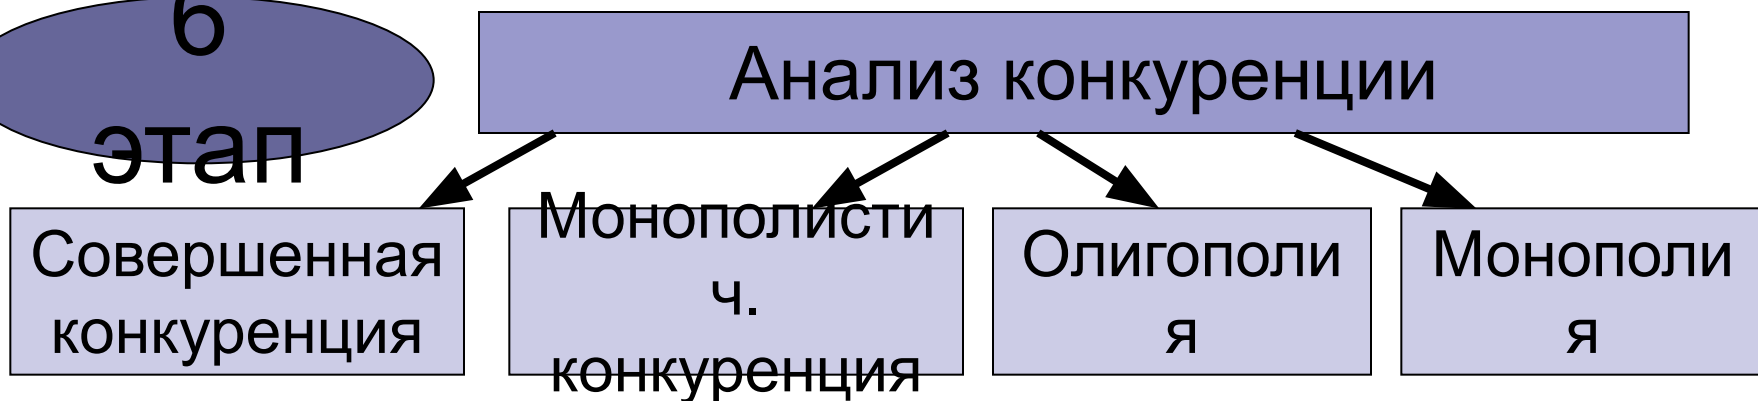 6
этап
Анализ конкуренции
Совершенная
конкуренция
Монополисти
ч.
конкуренция
Олигополи
я
Монополи
я